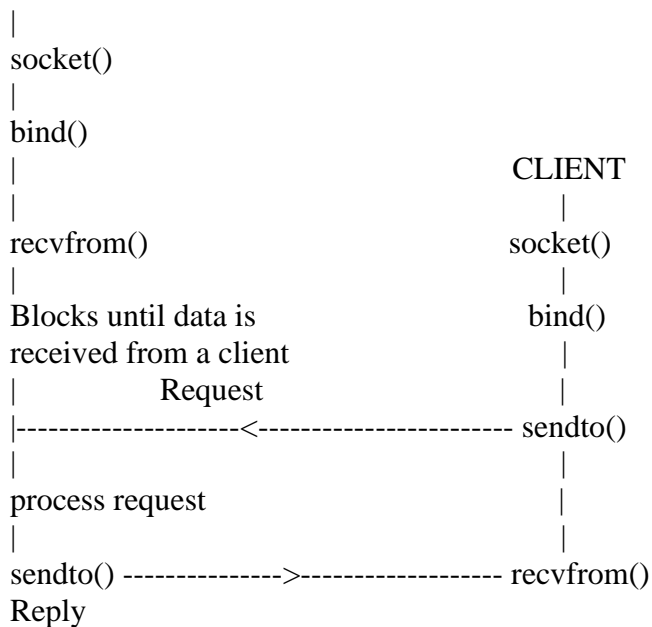 |
socket()
|
bind()
| CLIENT
| |
recvfrom() socket()
| |
Blocks until data is bind()
received from a client |
| Request |
|---------------------<------------------------ sendto()
| |
process request |
| |
sendto() --------------->------------------- recvfrom()
Reply